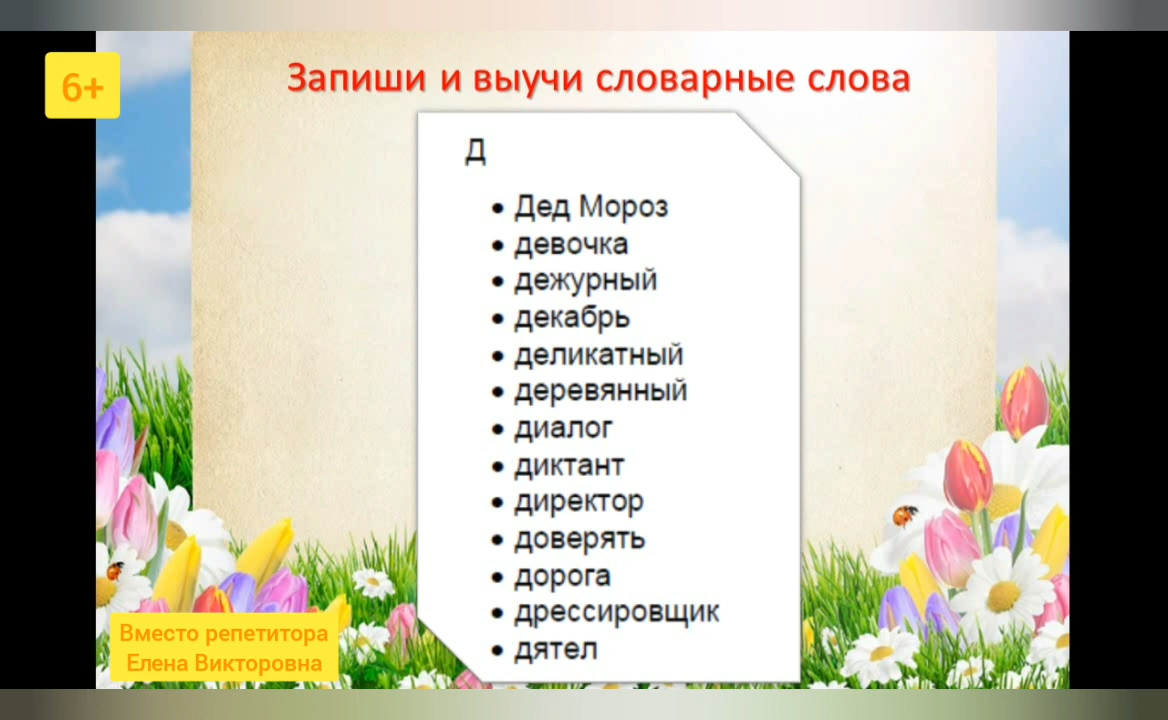 6+
Запиши и выучи словарные слова
Д
• Дед Мороз
• девочка
• дежурный
• декабрь
• деликатный
• деревянный
• диалог
• диктант
• директор
• доверять
• дорога
• дрессировщик
• дятел
Вместо репетитора
Елена Викторовна